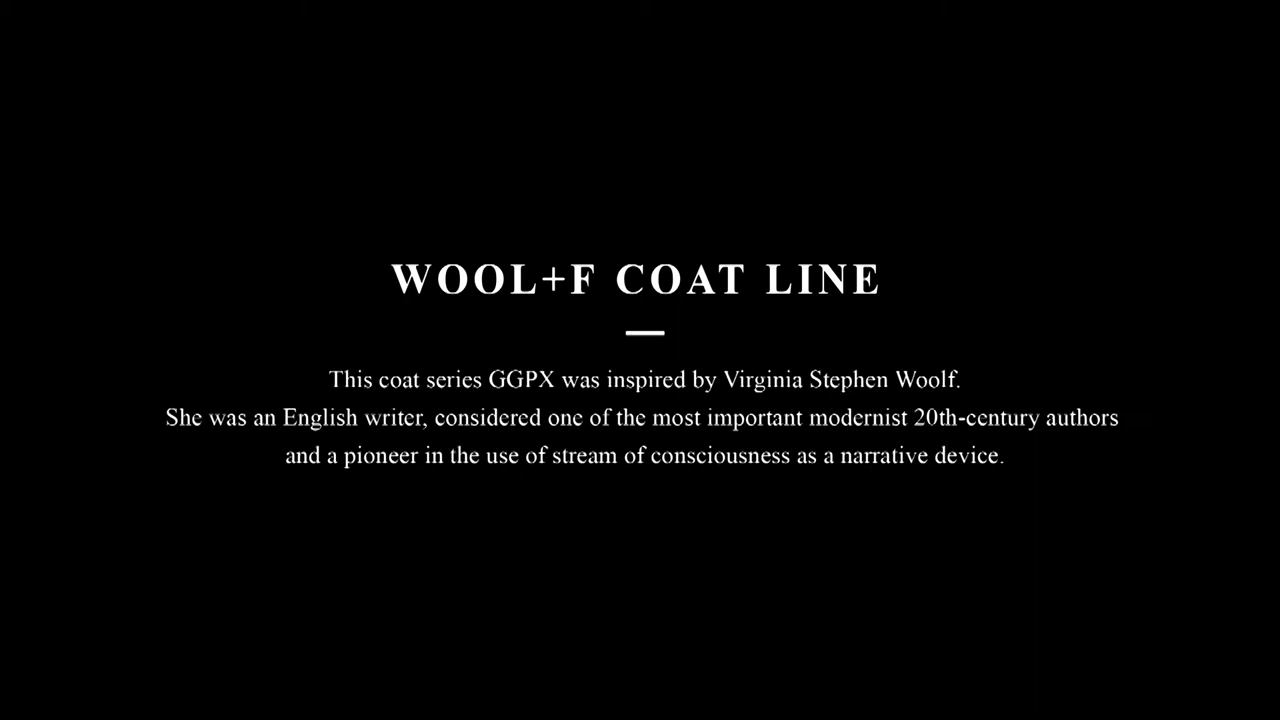 WOOL+F COAT LINE
This coat series GGPX was inspired by Virginia Stephen Woolf.
She was an English writer, considered one of the most important modernist 20th-century authors
and a pioneer in the use of stream of consciousness as a narrative device.